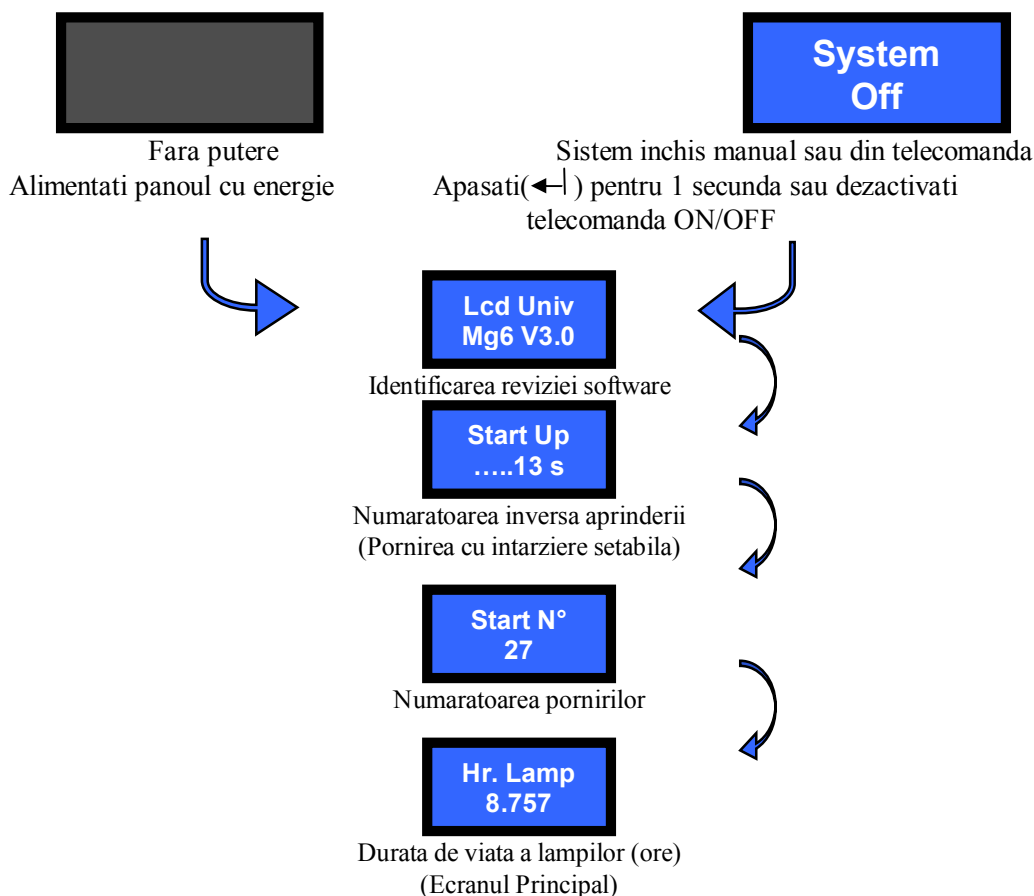 System
Off
Fara putere
Alimentati panoul cu energie
Sistem inchis manual sau din telecomanda
Apasati( ) pentru 1 secunda sau dezactivati
telecomanda ON/OFF
Lcd Univ
Mg6 V3.0
Identificarea reviziei software
Start Up
.....13 s
Numaratoarea inversa aprinderii
(Pornirea cu intarziere setabila)
Start N°
27
Numaratoarea pornirilor
Hr. Lamp
8.757
Durata de viata a lampilor (ore)
(Ecranul Principal)